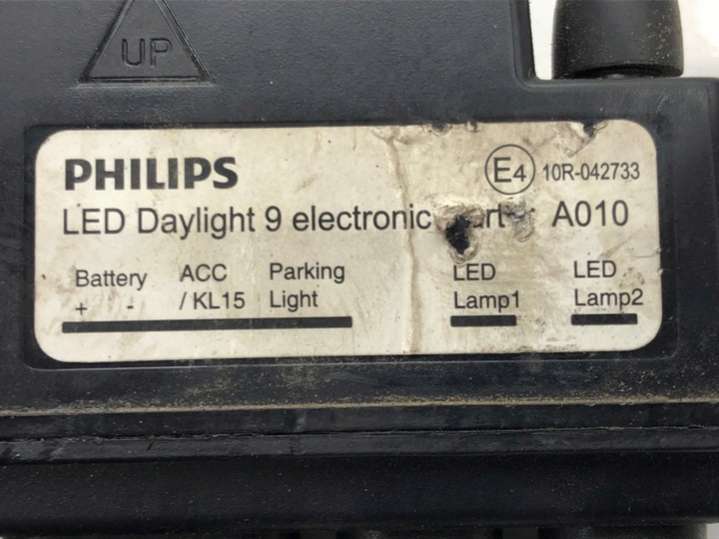 UP
PHILIPS
E4 10R-042733
LED Daylight 9 electronic A010
Battery ACC Parking LED LED
+ - / KL15 Light Lamp1 Lamp2